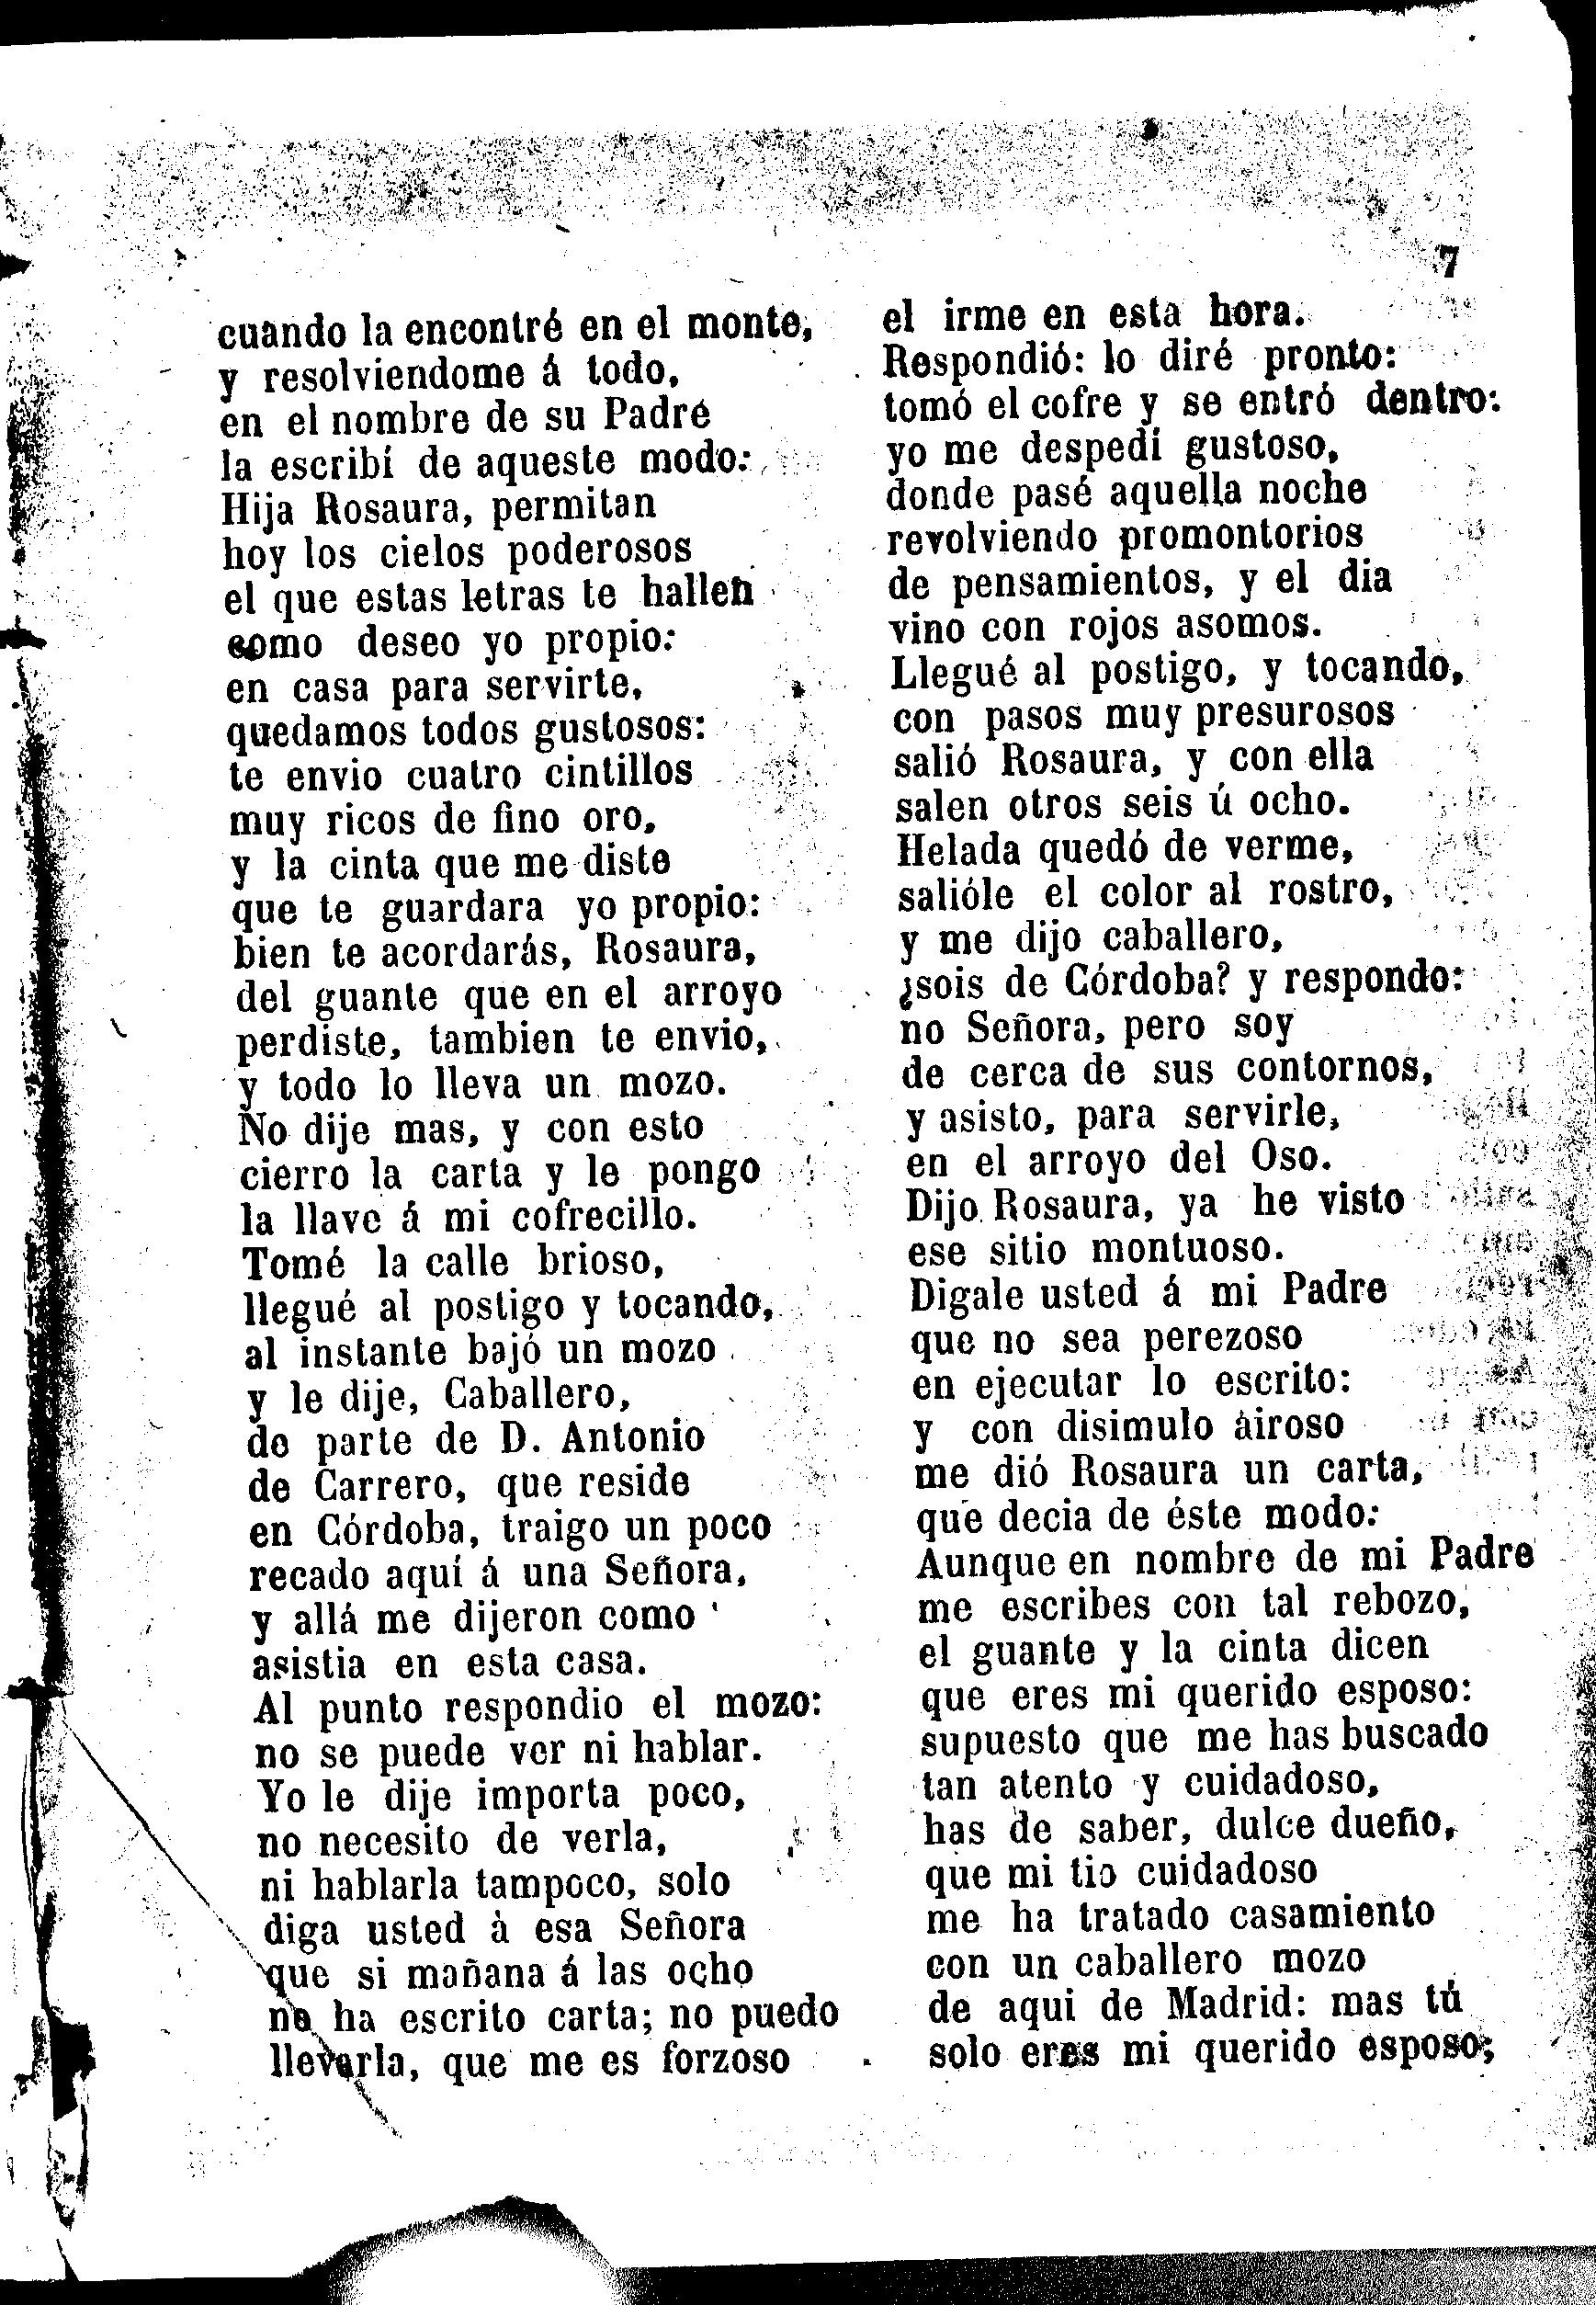 7
cuando la encontré en el monte,
y resolviendome á todo,
en el nombre de su Padré
la escribí de aqueste modo:
Hija Rosaura, permitan
hoy los cielos poderosos
el que estas letras te hallen
como deseo yo propio:
en casa para servirte,
quedamos todos gustosos:
te envio cuatro cintillos
muy ricos de fino oro,
y la cinta que me diste
que te guardara yo propio:
bien te acordarás, Rosaura,
del guante que en el arroyo
perdiste, tambien te envio,
y todo lo lleva un mozo.
No dije mas, y con esto
cierro la carta y le pongo
la llave á mi cofrecillo.
Tomé la calle brioso,
llegué al postigo y tocando,
al instante bajó un mozo
y le dije, Caballero,
de parte de D. Antonio
de Carrero, que reside
en Córdoba, traigo un poco
recado aquí á una Señora,
y allá me dijeron como
asistia en esta casa.
Al punto respondio el mozo:
no se puede ver ni hablar.
Yo le dije importa poco,
no necesito de verla,
ni hablarla tampoco, solo
diga usted à esa Señora
que si mañana á las ocho
no ha escrito carta; no puedo
llevarla, que me es forzoso
el irme en esta hora.
Respondió: lo diré pronto:
tomó el cofre y se entró dentro:
yo me despedí gustoso,
donde pasé aquella noche
revolviendo promontorios
de pensamientos, y el dia
vino con rojos asomos.
Llegué al postigo, y tocando,
con pasos muy presurosos
salió Rosaura, y con ella
salen otros seis ú ocho.
Helada quedó de verme,
salióle el color al rostro,
y me dijo caballero,
¿sois de Córdoba? y respondo:
no Señora, pero soy
de cerca de sus contornos,
y asisto, para servirle,
en el arroyo del Oso.
Dijo Rosaura, ya he visto
ese sitio montuoso.
Digale usted á mi Padre
que no sea perezoso
en ejecutar lo escrito:
y con disimulo àiroso
me dió Rosaura un carta,
que decia de éste modo:
Aunque en nombre de mi Padre
me escribes con tal rebozo,
el guante y la cinta dicen
que eres mi querido esposo:
supuesto que me has buscado
tan atento y cuidadoso,
has de saber, dulce dueño,
que mi tio cuidadoso
me ha tratado casamiento
con un caballero mozo
de aqui de Madrid: mas tú
solo eres mi querido esposo;